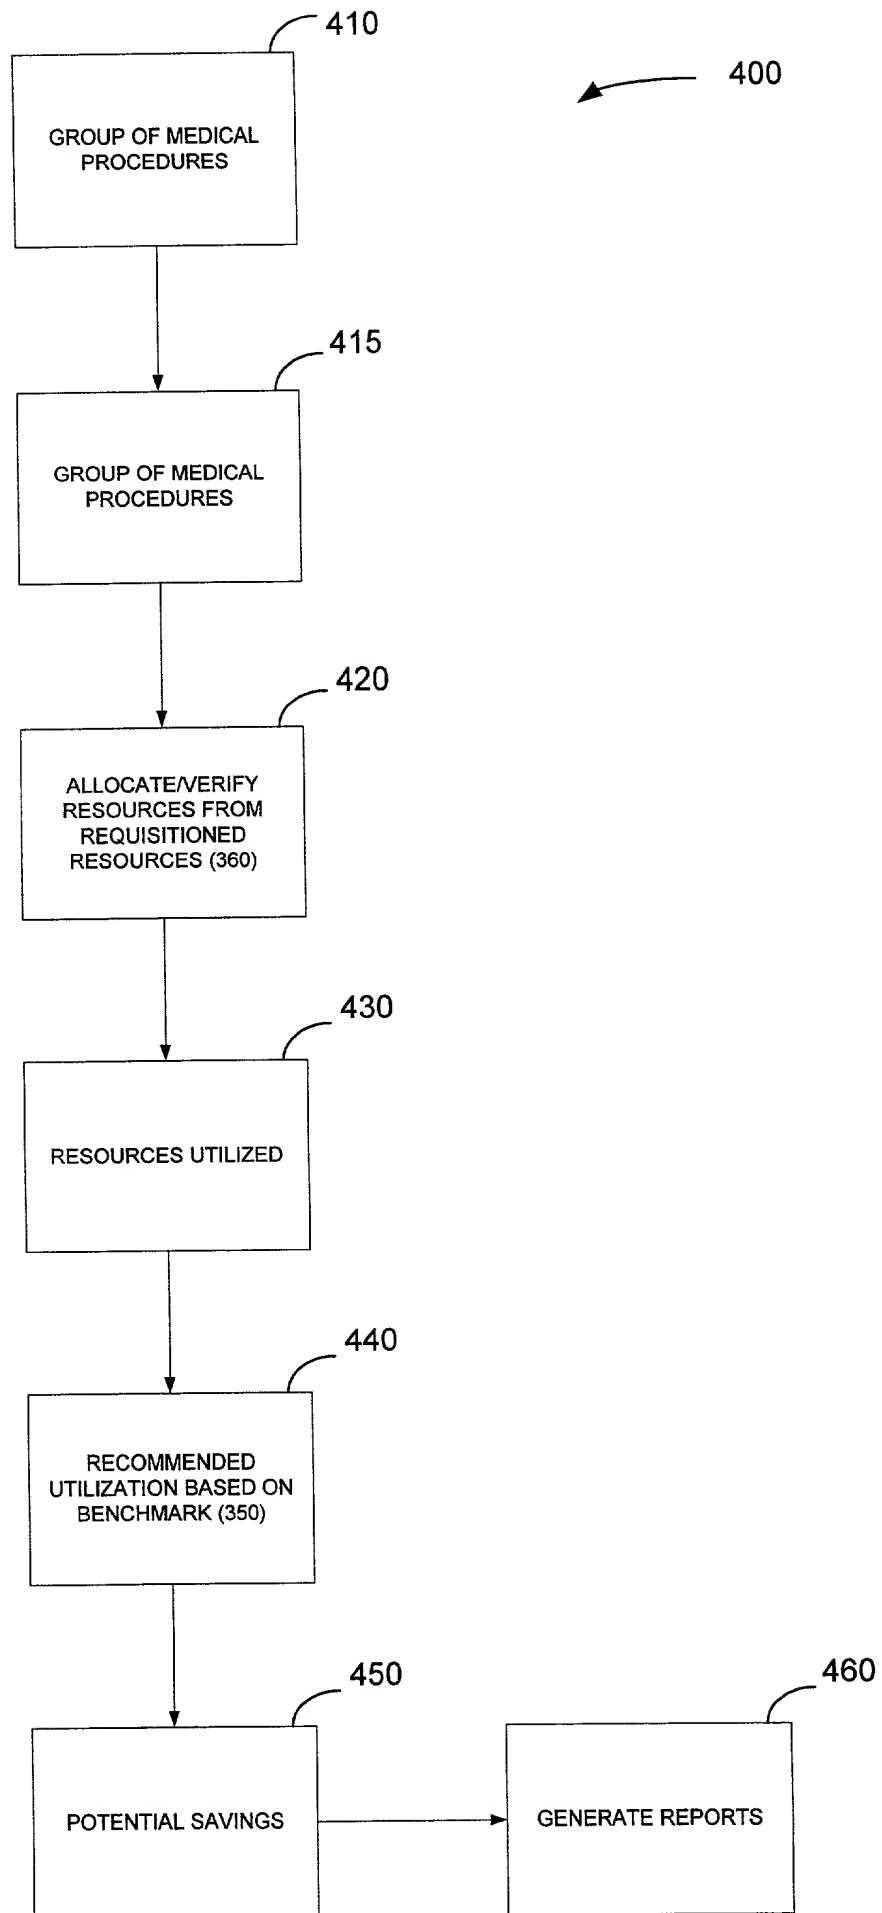 410
400
GROUP OF MEDICAL
PROCEDURES
415
GROUP OF MEDICAL
PROCEDURES
420
ALLOCATE/VERIFY
RESOURCES FROM
REQUISITIONED
RESOURCES (360)
430
RESOURCES UTILIZED
440
RECOMMENDED
UTILIZATION BASED ON
BENCHMARK (350)
450
460
POTENTIAL SAVINGS
GENERATE REPORTS